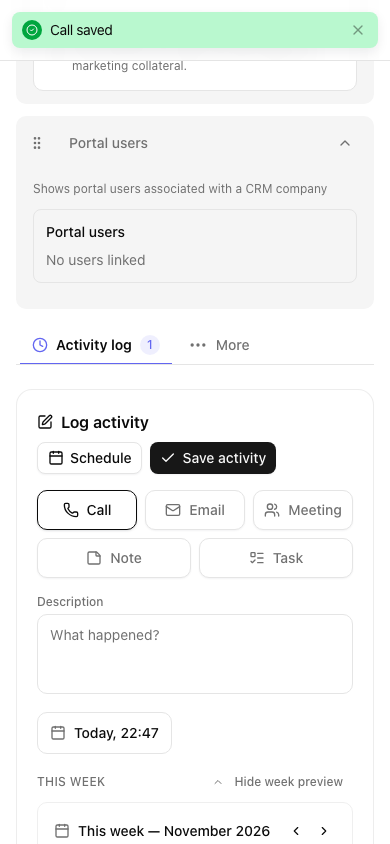 Call saved
marketing collateral.
Portal users
Shows portal users associated with a CRM company
Portal users
No users linked
Activity log 1
More
Log activity
Schedule
Save activity
Call
Email
Meeting
Note
Task
Description
What happened?
Today, 22:47
THIS WEEK
Hide week preview
This week — November 2026